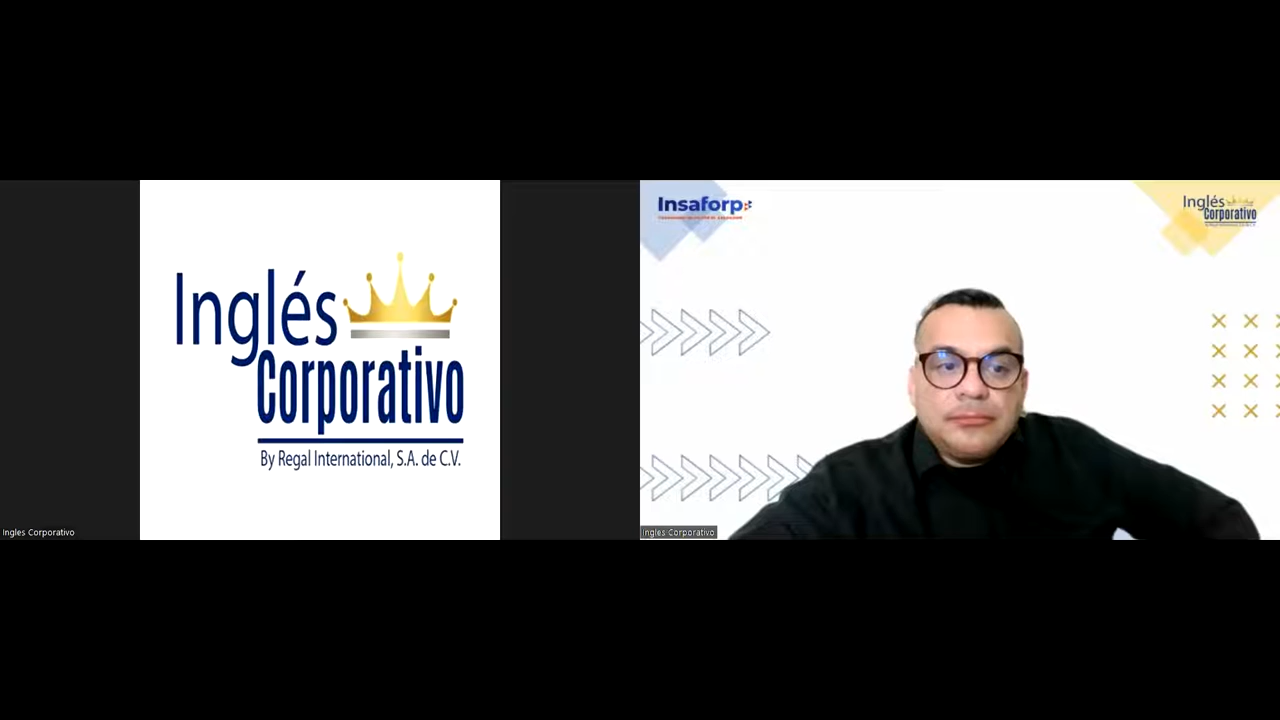 Inglés
Corporativo
By Regal International, S.A. de C.V.
Ingles Corporativo
Insaforp
Inglés
Corporativo
Ingles Corporativo